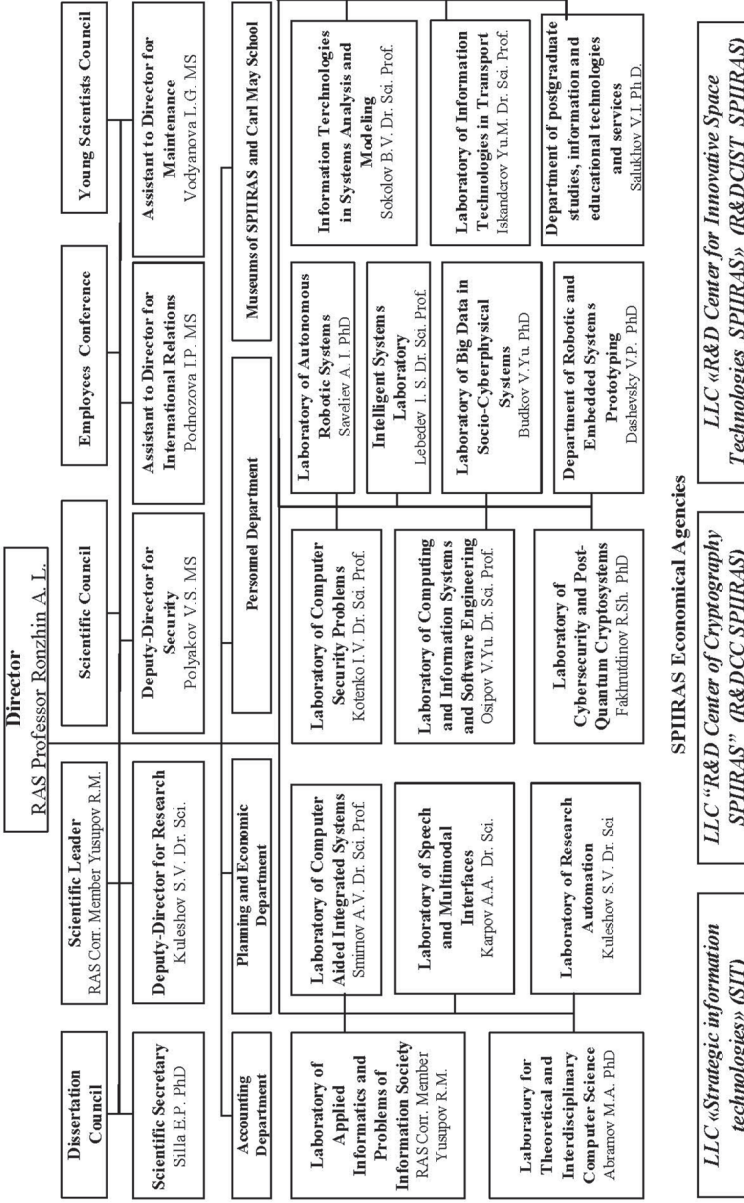 Director
RAS Professor Ronzhin A. L.
Dissertation
Council
Scientific Leader
RAS Corr. Member Yusupov R.M.
Scientific Council
Employees Conference
Young Scientists Council
Scientific Secretary
Silla E.P. PhD
Deputy-Director for Research
Kuleshov S.V. Dr. Sci.
Deputy-Director for
Security
Polyakov V.S. MS
Assistant to Director for
International Relations
Podnozova I.P. MS
Assistant to Director for
Maintenance
Vodyanova L.G. MS
Accounting
Department
Planning and Economic
Department
Personnel Department
Museums of SPIIRAS and Carl May School
Laboratory of
Applied
Informatics and
Problems of
Information Society
RAS Corr. Member
Yusupov R.M.
Laboratory for
Theoretical and
Interdisciplinary
Computer Science
Abramov M.A. PhD
Laboratory of Computer
Aided Integrated Systems
Smirnov A.V. Dr. Sci. Prof.
Laboratory of Speech
and Multimodal
Interfaces
Karpov A.A. Dr. Sci.
Laboratory of Research
Automation
Kuleshov S.V. Dr. Sci
Laboratory of Computer
Security Problems
Kotenko I.V. Dr. Sci. Prof.
Laboratory of Computing
and Information Systems
and Software Engineering
Osipov V.Yu. Dr. Sci. Prof.
Laboratory of
Cybersecurity and Post-
Quantum Cryptosystems
Fakhrutdinov R.Sh. PhD
Laboratory of Autonomous
Robotic Systems
Saveliev A. I. PhD
Intelligent Systems
Laboratory
Lebedev I. S. Dr. Sci. Prof.
Laboratory of Big Data in
Socio-Cyberphysical
Systems
Budkov V.Yu. PhD
Department of Robotic and
Embedded Systems
Prototyping
Dashevsky V.P. PhD
Information Terchnologies
in Systems Analysis and
Modeling
Sokolov B.V. Dr. Sci. Prof.
Laboratory of Information
Technologies in Transport
Iskanderov Yu.M. Dr. Sci. Prof.
Department of postgraduate
studies, information and
educational technologies
and services
Salukhov V.I. Ph D.
SPIIRAS Economical Agencies
LLC «Strategic information
technologies» (SIT)
LLC “R&D Center of Cryptography
SPIIRAS” (R&DCC SPIIRAS)
LLC «R&D Center for Innovative Space
Technologies SPIIRAS» (R&DCIST SPIIRAS)